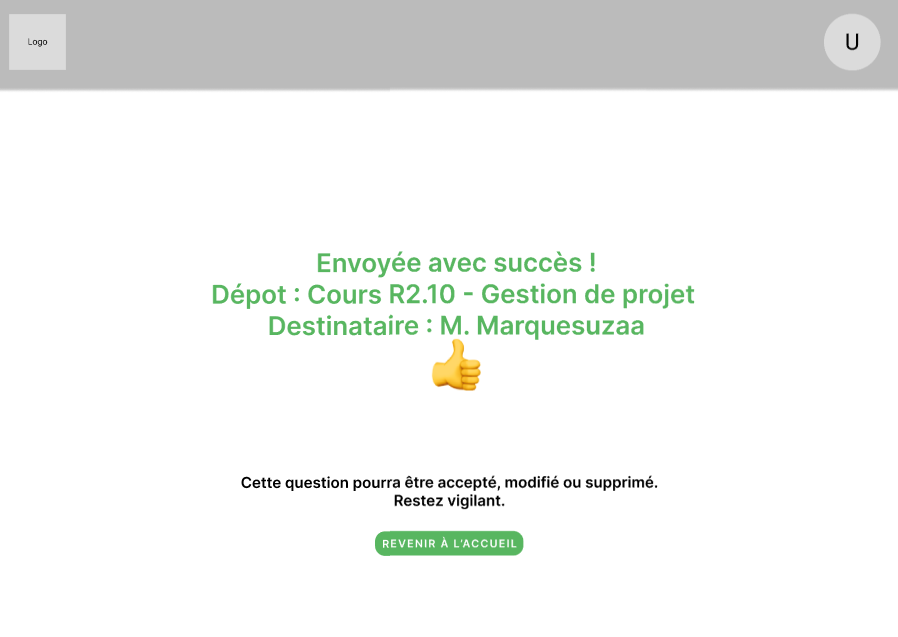 Logo
U
Envoyée avec succès !
Dépot : Cours R2.10 - Gestion de projet
Destinataire : M. Marquesuzaa
Cette question pourra être accepté, modifié ou supprimé.
Restez vigilant.
REVENIR À L'ACCUEIL